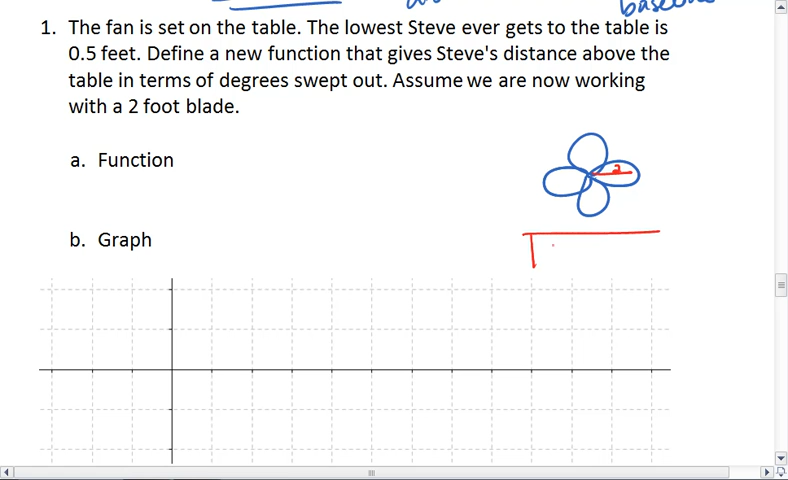 baseline
1. The fan is set on the table. The lowest Steve ever gets to the table is
0.5 feet. Define a new function that gives Steve's distance above the
table in terms of degrees swept out. Assume we are now working
with a 2 foot blade.
a. Function
2
b. Graph